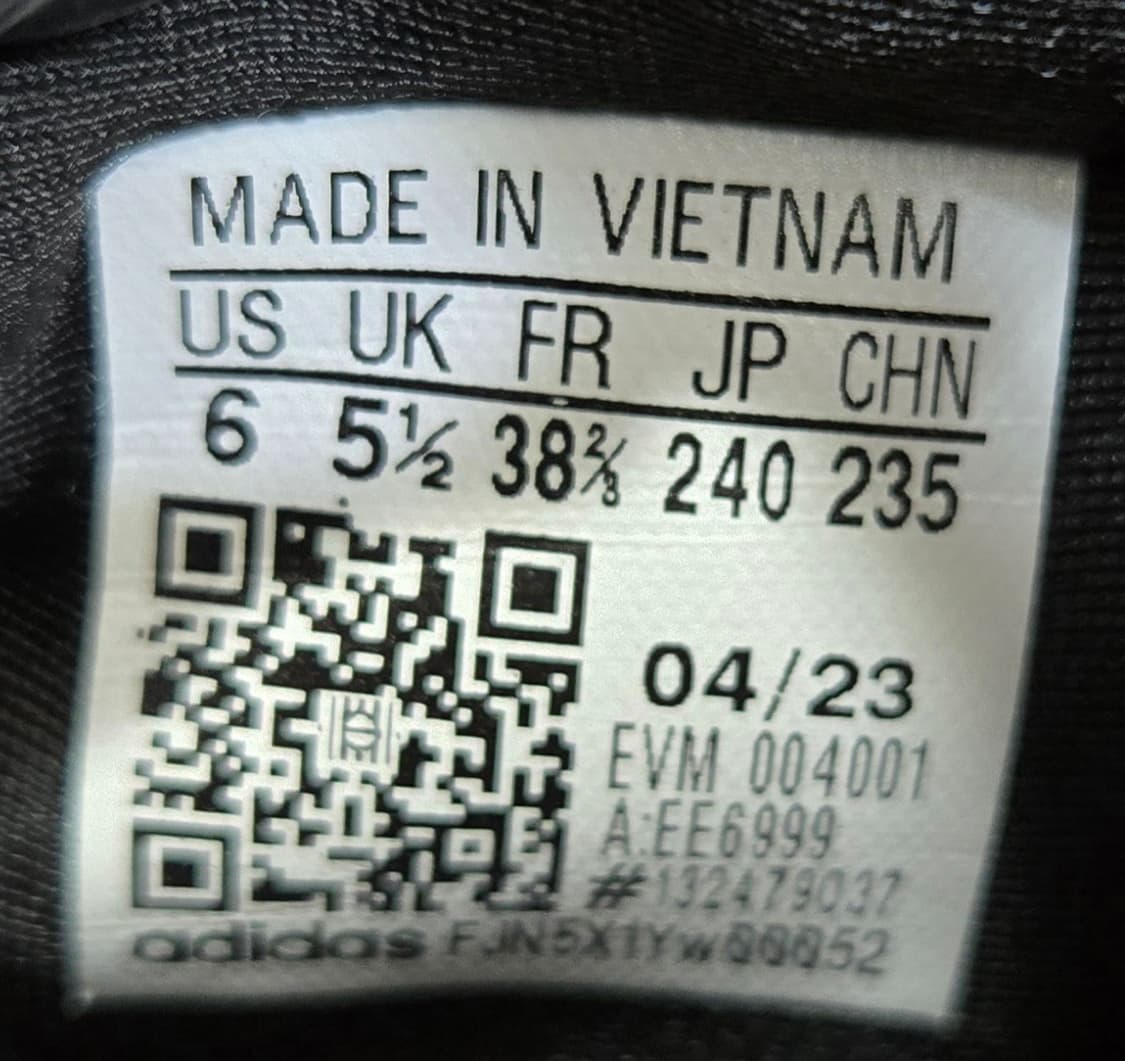 MADE IN VIETNAM
US UK FR JP CHN
6 5½ 38⅔ 240 235
04/23
EVM 004001
A:EE6999
#132479037
adidas FJN5X1Yw00052